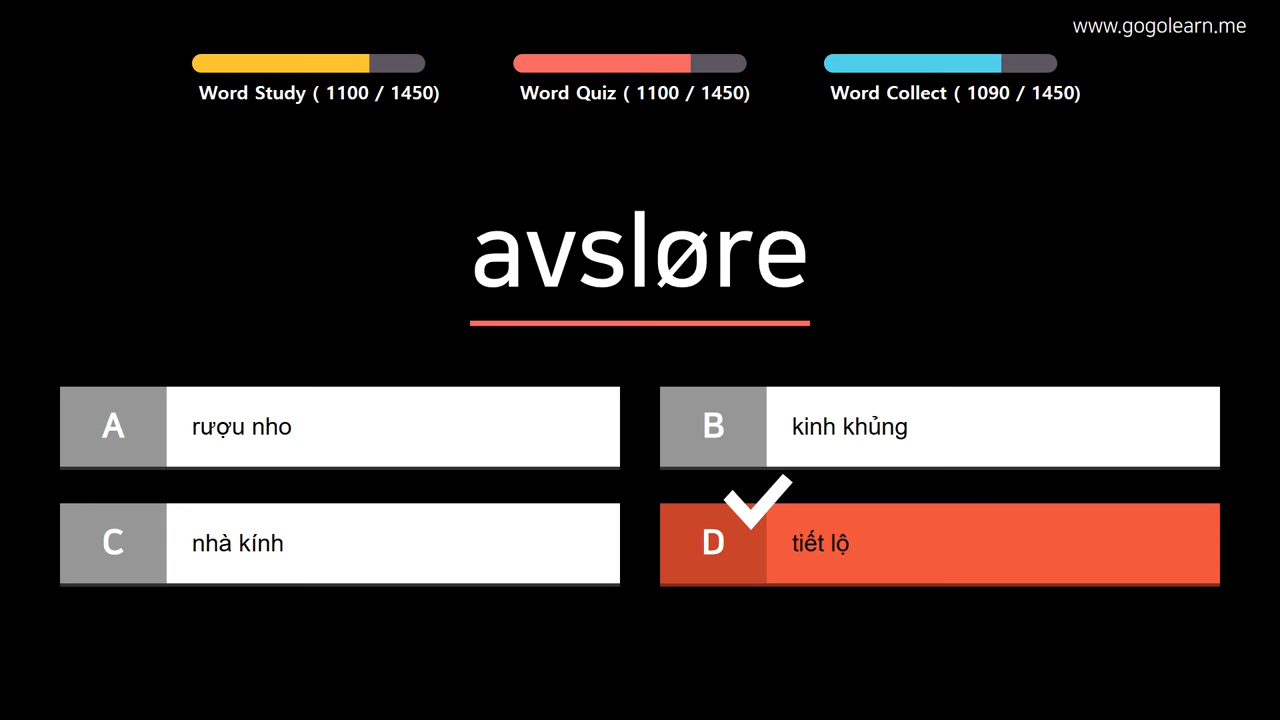 www.gogolearn.me
Word Study ( 1100 / 1450)
Word Quiz ( 1100 / 1450)
Word Collect ( 1090 / 1450)
avsløre
A rượu nho
B kinh khủng
C nhà kính
D tiết lộ